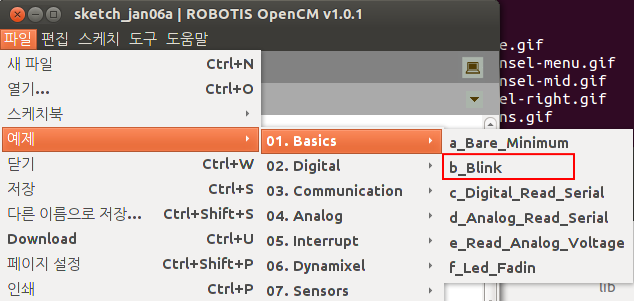 sketch_jan06a | ROBOTIS OpenCM v1.0.1
파일 편집 스케치 도구 도움말
새 파일 Ctrl+N
열기... Ctrl+O
스케치북
예제
닫기 Ctrl+W
저장 Ctrl+S
다른 이름으로 저장... Ctrl+Shift+S
Download Ctrl+U
페이지 설정 Ctrl+Shift+P
인쇄 Ctrl+P
01. Basics
02. Digital
03. Communication
04. Analog
05. Interrupt
06. Dynamixel
07. Sensors
a_Bare_Minimum
b_Blink
c_Digital_Read_Serial
d_Analog_Read_Serial
e_Read_Analog_Voltage
f_Led_Fadin
e.gif
nsel-menu.gif
nsel-mid.gif
el-right.gif
ns.gif
lib